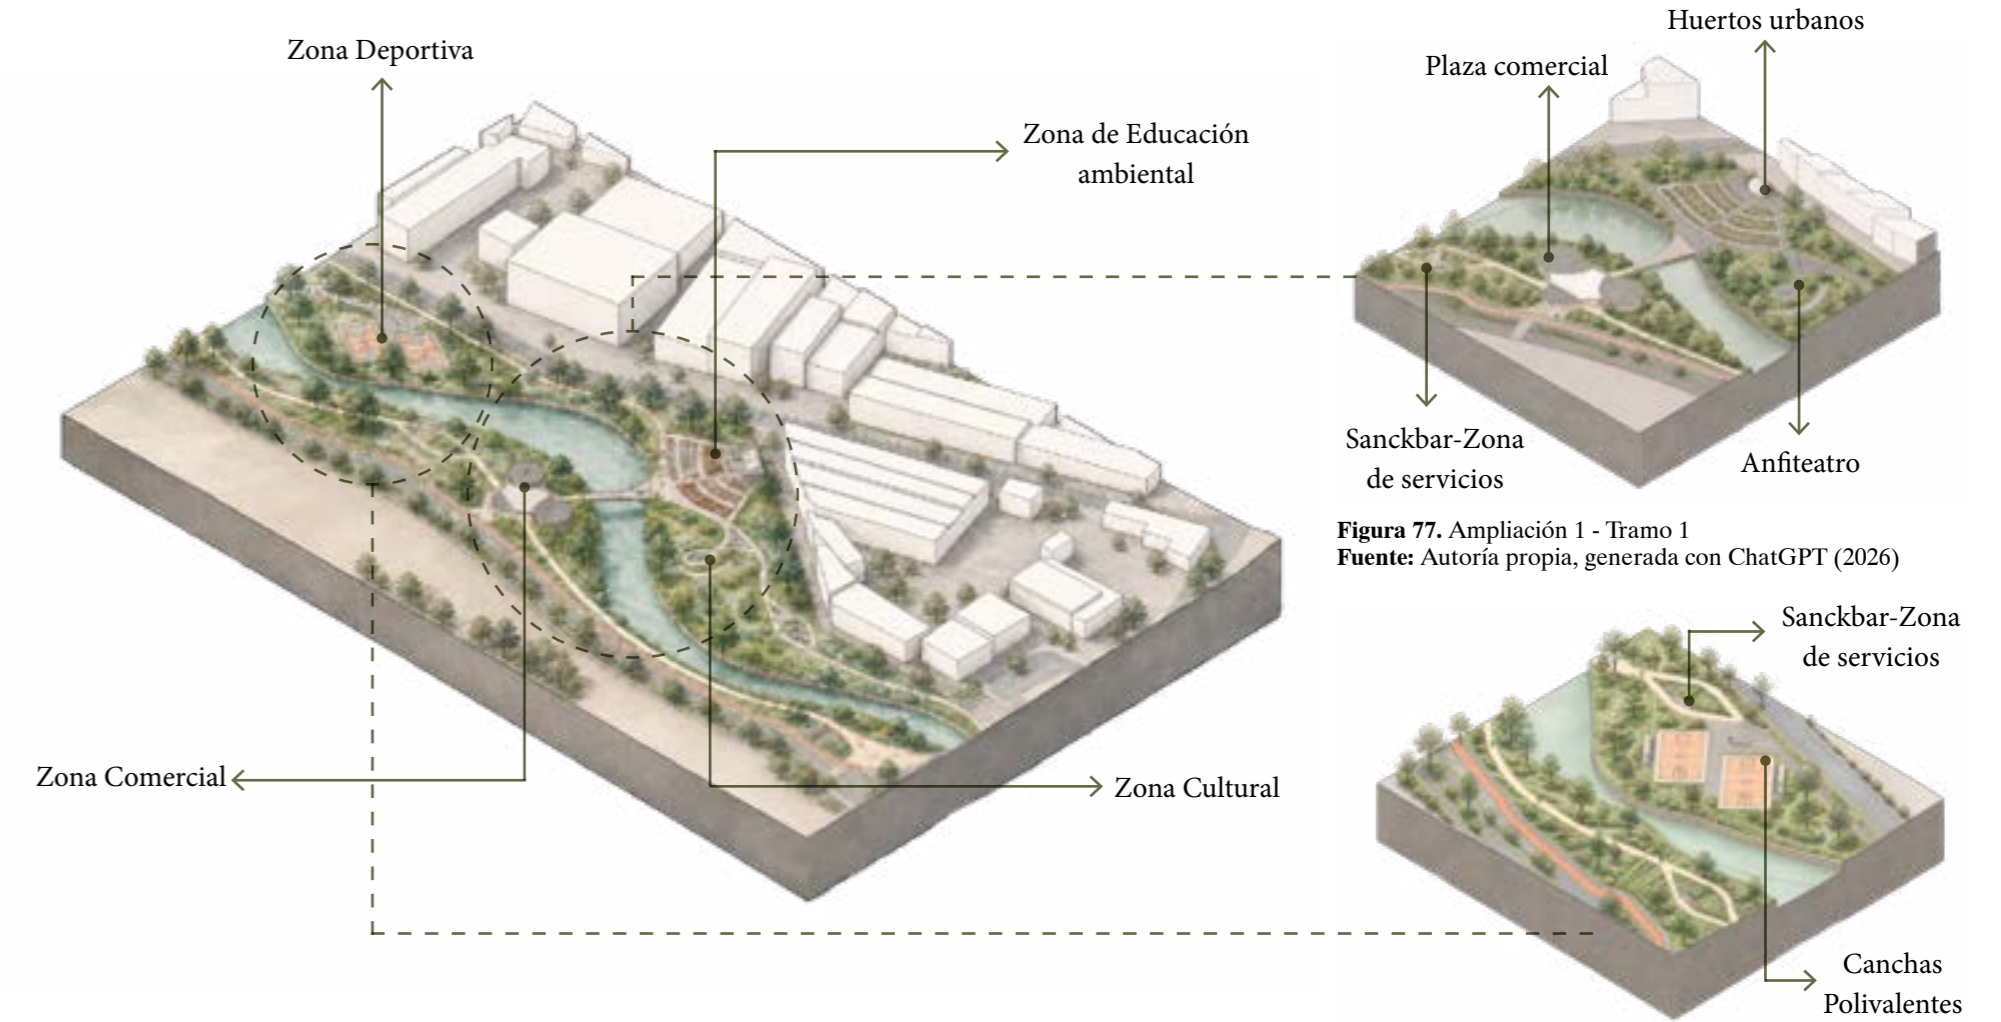 Zona Deportiva
Zona de Educación
ambiental
Zona Comercial
Zona Cultural
Huertos urbanos
Plaza comercial
Sanckbar-Zona
de servicios
Anfiteatro
Figura 77. Ampliación 1 - Tramo 1
Fuente: Autoría propia, generada con ChatGPT (2026)
Sanckbar-Zona
de servicios
Canchas
Polivalentes